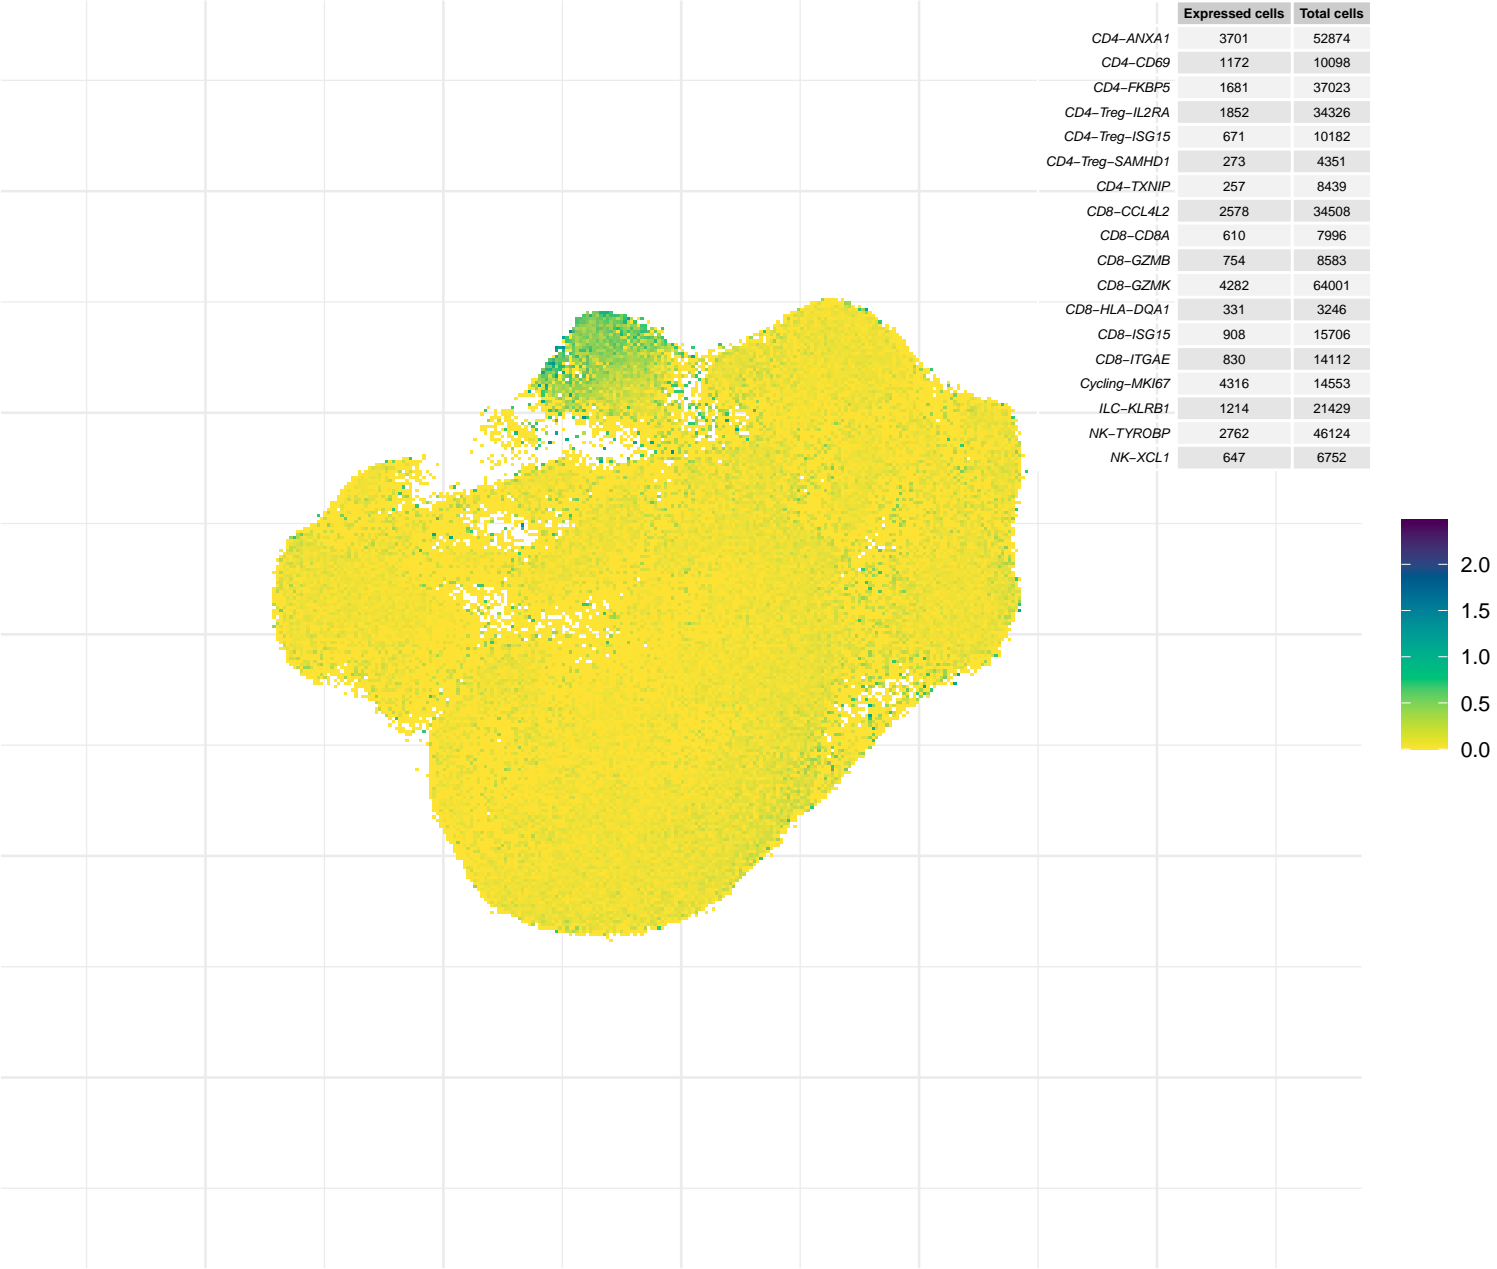 Expressed cells Total cells
CD4−ANXA1 3701 52874
CD4−CD69 1172 10098
CD4−FKBP5 1681 37023
CD4−Treg−IL2RA 1852 34326
CD4−Treg−ISG15 671 10182
CD4−Treg−SAMHD1 273 4351
CD4−TXNIP 257 8439
CD8−CCL4L2 2578 34508
CD8−CD8A 610 7996
CD8−GZMB 754 8583
CD8−GZMK 4282 64001
CD8−HLA−DQA1 331 3246
CD8−ISG15 908 15706
CD8−ITGAE 830 14112
Cycling−MKI67 4316 14553
ILC−KLRB1 1214 21429
NK−TYROBP 2762 46124
NK−XCL1 647 6752
2.0
1.5
1.0
0.5
0.0